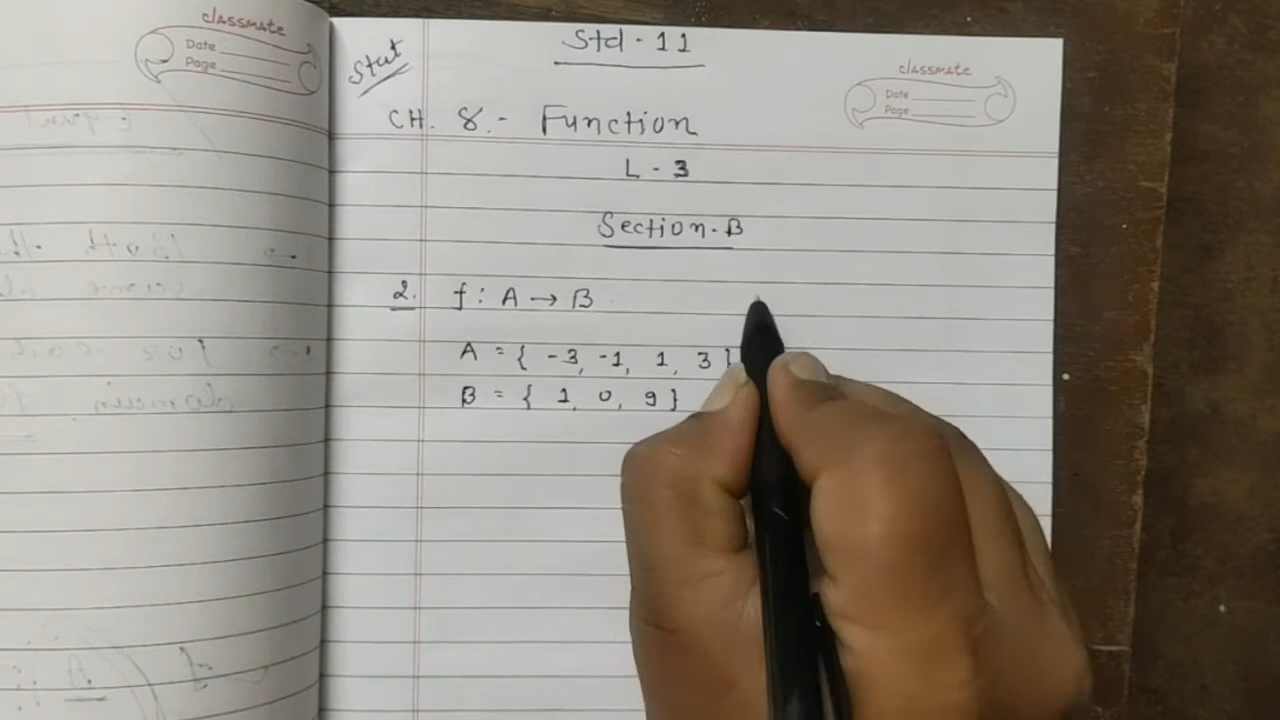 classmate
Date
Page
Stat
Std - 11
classmate
Date
Page
CH. 8.- Function
L - 3
Section-B
2. f : A → B
A = { -3, -1, 1, 3 }
B = { 1, 0, 9 }